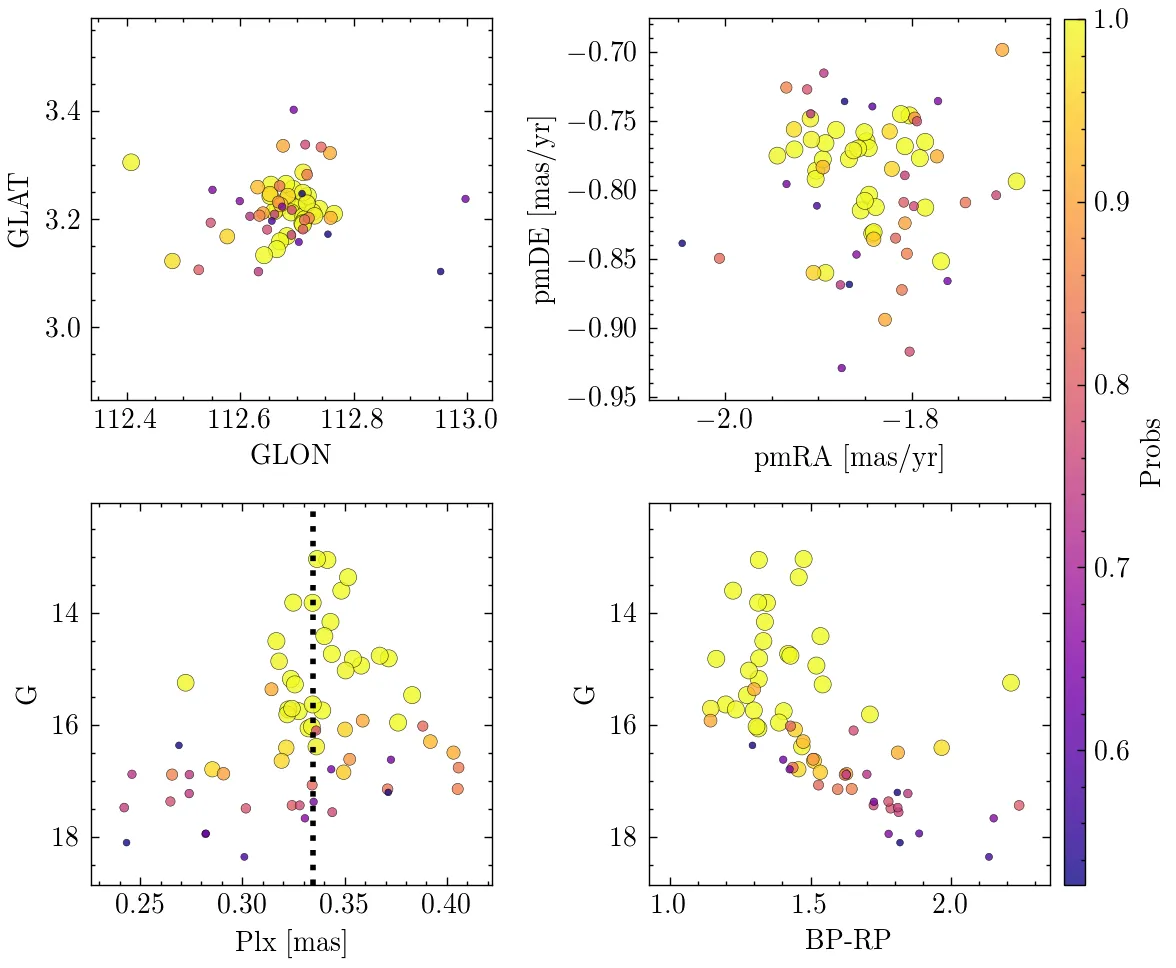 3.4
3.2
3.0
GLAT
112.4 112.6 112.8 113.0
GLON
−0.70
−0.75
−0.80
−0.85
−0.90
−0.95
pmDE [mas/yr]
−2.0 −1.8
pmRA [mas/yr]
1.0
0.9
0.8
0.7
0.6
Probs
14
16
18
G
0.25 0.30 0.35 0.40
Plx [mas]
14
16
18
G
1.0 1.5 2.0
BP-RP